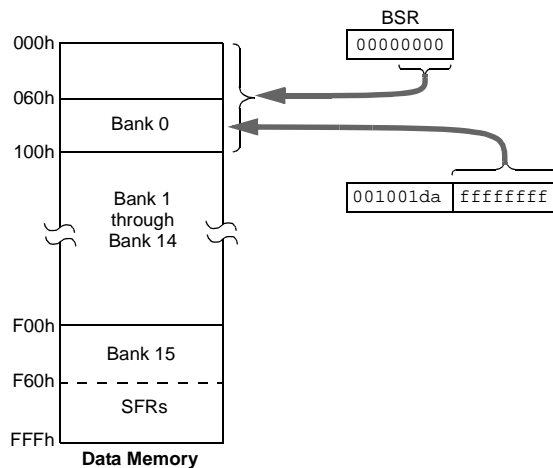 BSR
000h
00000000
060h
Bank 0
100h
001001da ffffffff
Bank 1
through
Bank 14
F00h
Bank 15
F60h
SFRs
FFFh
Data Memory